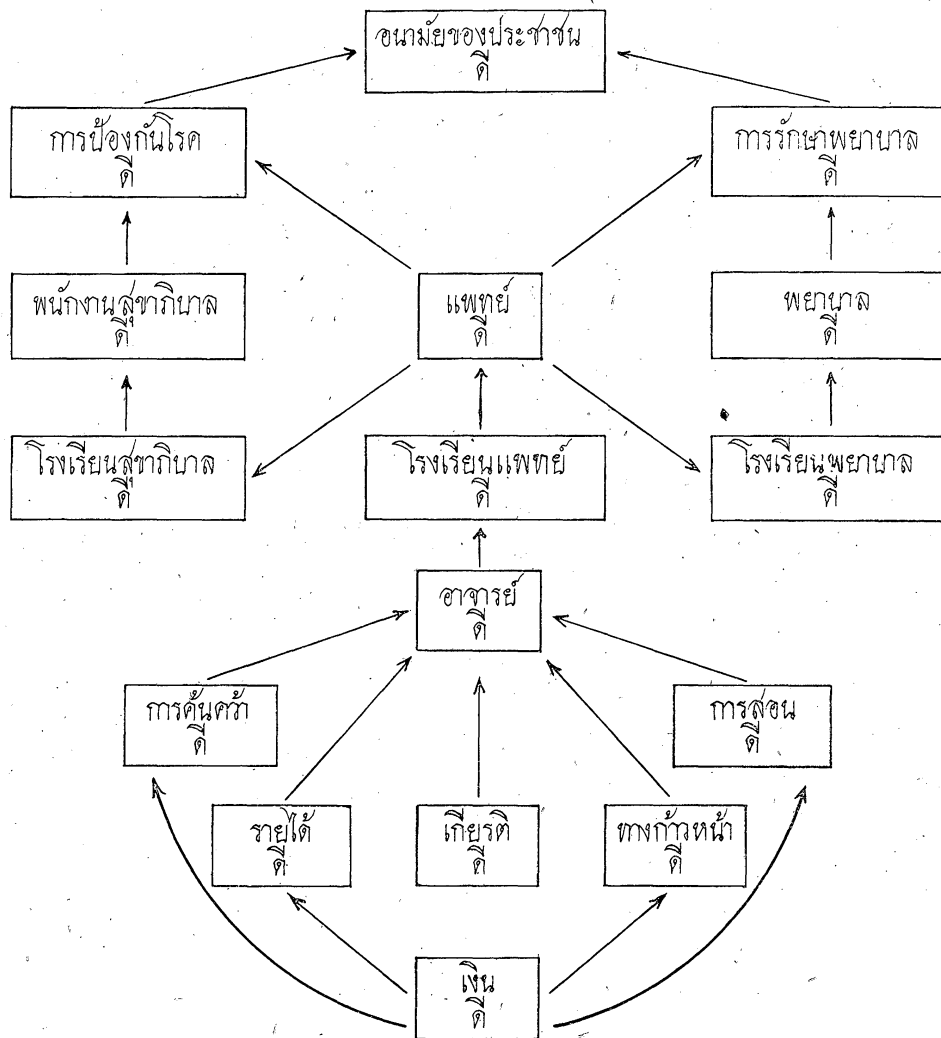 อนามัยของประชาชน
ดี
การป้องกันโรค
ดี
การรักษาพยาบาล
ดี
พนักงานสุขาภิบาล
ดี
แพทย์
ดี
พยาบาล
ดี
โรงเรียนสุขาภิบาล
ดี
โรงเรียนแพทย์
ดี
โรงเรียนพยาบาล
ดี
อาจารย์
ดี
การค้นคว้า
ดี
การสอน
ดี
รายได้
ดี
เกียรติ
ดี
ทางก้าวหน้า
ดี
เงิน
ดี